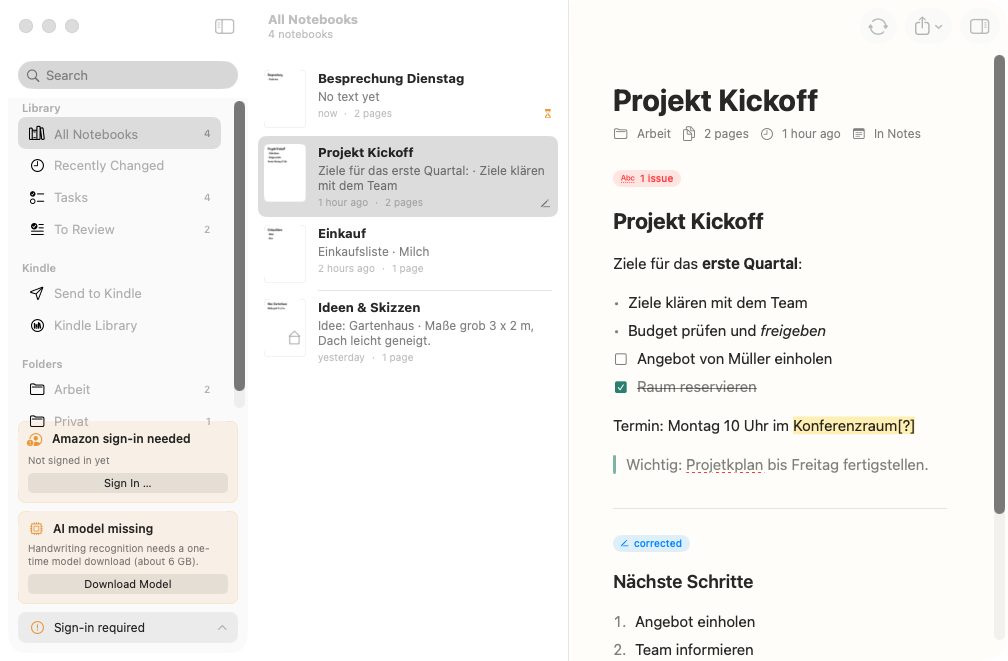 Search
Library
All Notebooks 4
Recently Changed
Tasks 4
To Review 2
Kindle
Send to Kindle
Kindle Library
Folders
Arbeit 2
Privat 1
Amazon sign-in needed
Not signed in yet
Sign In ...
AI model missing
Handwriting recognition needs a one-
time model download (about 6 GB).
Download Model
Sign-in required
All Notebooks
4 notebooks
Besprechung Dienstag
No text yet
now · 2 pages
Projekt Kickoff
Ziele für das erste Quartal: · Ziele klären
mit dem Team
1 hour ago · 2 pages
Einkauf
Einkaufsliste · Milch
2 hours ago · 1 page
Ideen & Skizzen
Idee: Gartenhaus · Maße grob 3 x 2 m,
Dach leicht geneigt.
yesterday · 1 page
Projekt Kickoff
Arbeit 2 pages 1 hour ago In Notes
Abc 1 issue
Projekt Kickoff
Ziele für das erste Quartal:
· Ziele klären mit dem Team
· Budget prüfen und freigeben
Angebot von Müller einholen
Raum reservieren
Termin: Montag 10 Uhr im Konferenzraum[?]
Wichtig: Projetkplan bis Freitag fertigstellen.
corrected
Nächste Schritte
1. Angebot einholen
2. Team informieren